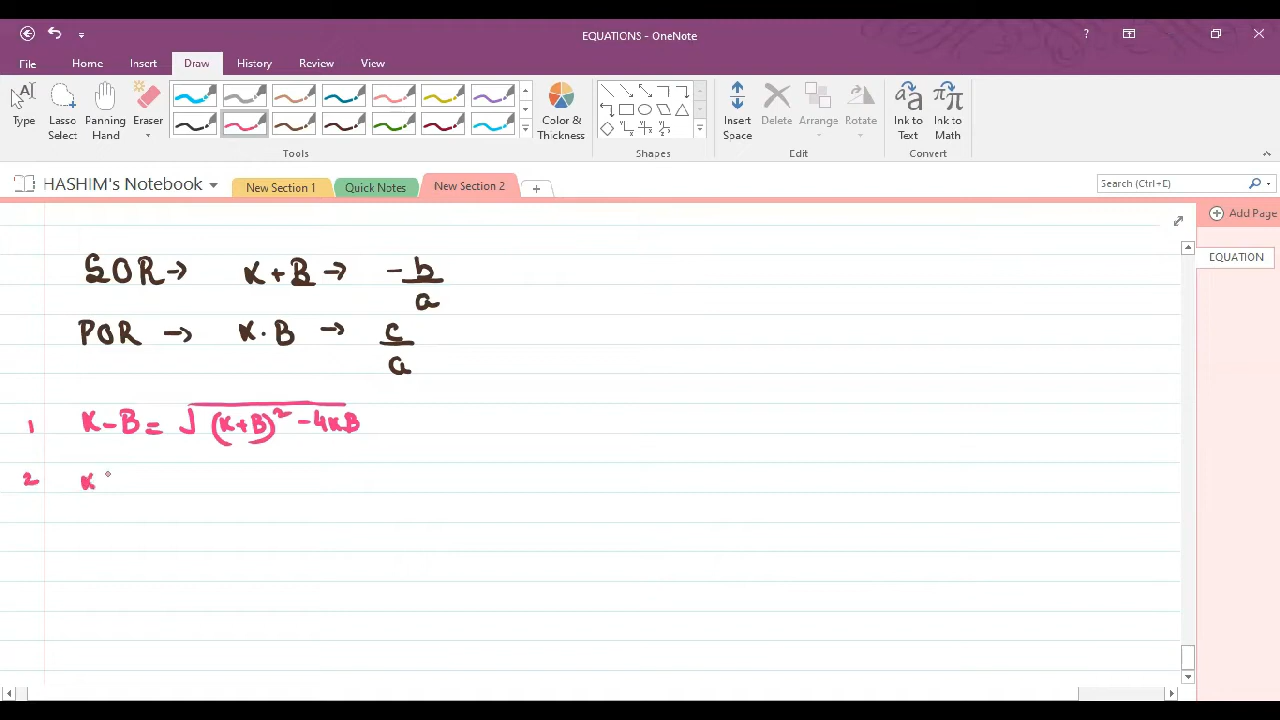 EQUATIONS - OneNote
?
File Home Insert Draw History Review View
Type
Lasso Select
Panning Hand
Eraser
Color & Thickness
Insert Space
Delete
Arrange
Rotate
Ink to Text
Ink to Math
Tools
Shapes
Edit
Convert
HASHIM's Notebook
New Section 1
Quick Notes
New Section 2
Search (Ctrl+E)
Add Page
EQUATION
SOR → α + B → -b/a
POR → α · B → c/a
1 α - B = √(α+B)² - 4αB
2 α